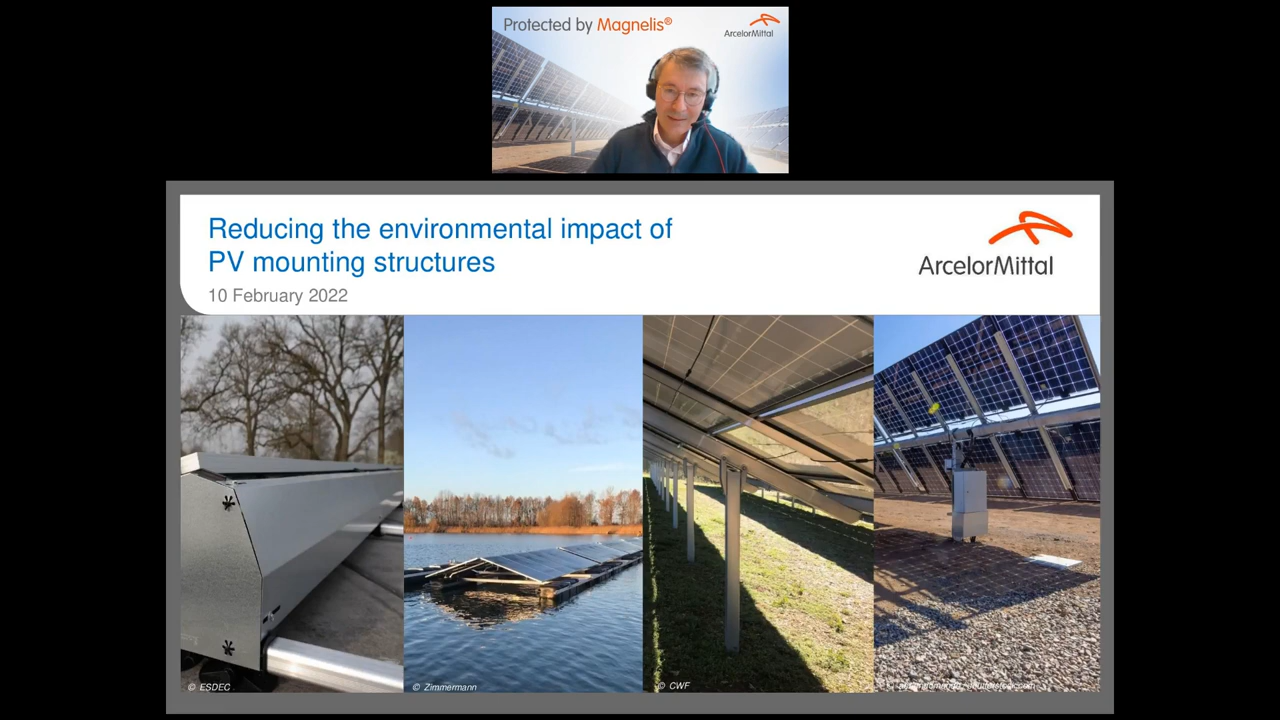 Protected by Magnelis®
ArcelorMittal
Reducing the environmental impact of
PV mounting structures
10 February 2022
ArcelorMittal
© ESDEC
© Zimmermann
© CWF